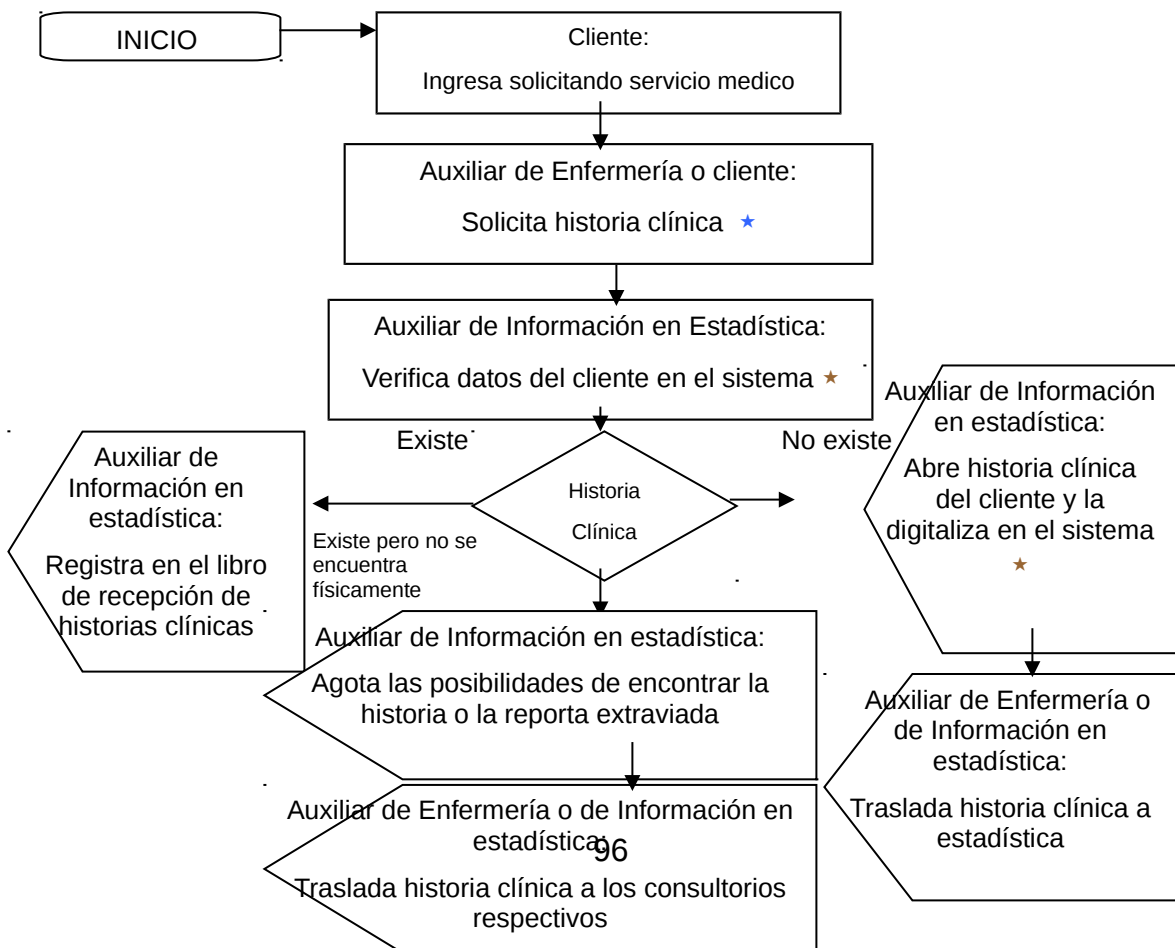 INICIO
Cliente:
Ingresa solicitando servicio medico
Auxiliar de Enfermería o cliente:
Solicita historia clínica
Auxiliar de Información en Estadística:
Verifica datos del cliente en el sistema
Existe
No existe
Historia
Clínica
Auxiliar de
Información en
estadística:
Registra en el libro
de recepción de
historias clínicas
Existe pero no se
encuentra
físicamente
Auxiliar de Información
en estadística:
Abre historia clínica
del cliente y la
digitaliza en el sistema
Auxiliar de Información en estadística:
Agota las posibilidades de encontrar la
historia o la reporta extraviada
Auxiliar de Enfermería o
de Información en
estadística:
Traslada historia clínica a
estadística
Auxiliar de Enfermería o de Información en
estadística:
96
Traslada historia clínica a los consultorios
respectivos